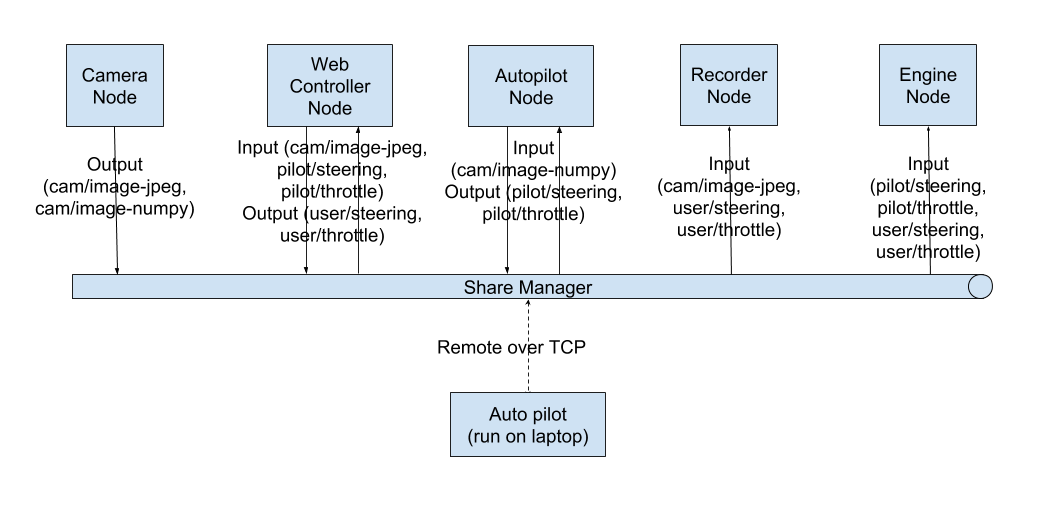 Camera
Node
Web
Controller
Node
Autopilot
Node
Recorder
Node
Engine
Node
Output
(cam/image-jpeg,
cam/image-numpy)
Input (cam/image-jpeg,
pilot/steering,
pilot/throttle)
Output (user/steering,
user/throttle)
Input
(cam/image-numpy)
Output (pilot/steering,
pilot/throttle)
Input
(cam/image-jpeg,
user/steering,
user/throttle)
Input
(pilot/steering,
pilot/throttle,
user/steering,
user/throttle)
Share Manager
Remote over TCP
Auto pilot
(run on laptop)